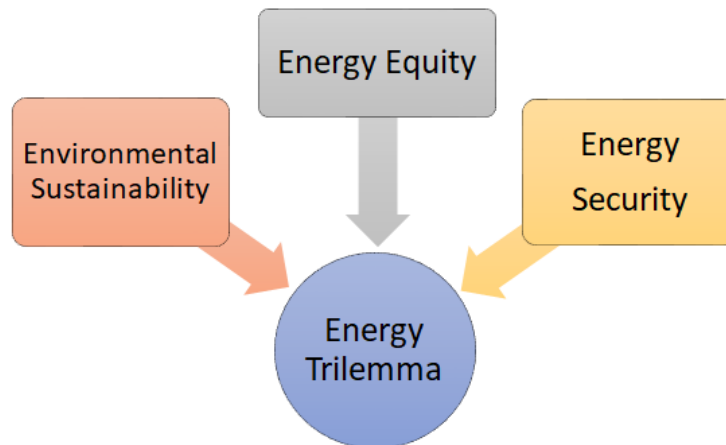 Energy Equity
Environmental
Sustainability
Energy
Security
Energy
Trilemma